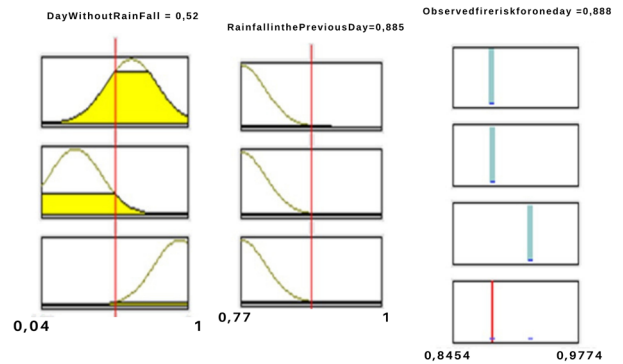 DayWithoutRainFall = 0,52
RainfallinthePreviousDay=0,885
Observedfireriskforoneday =0,888
0,04 1
0,77 1
0,8454 0,9774